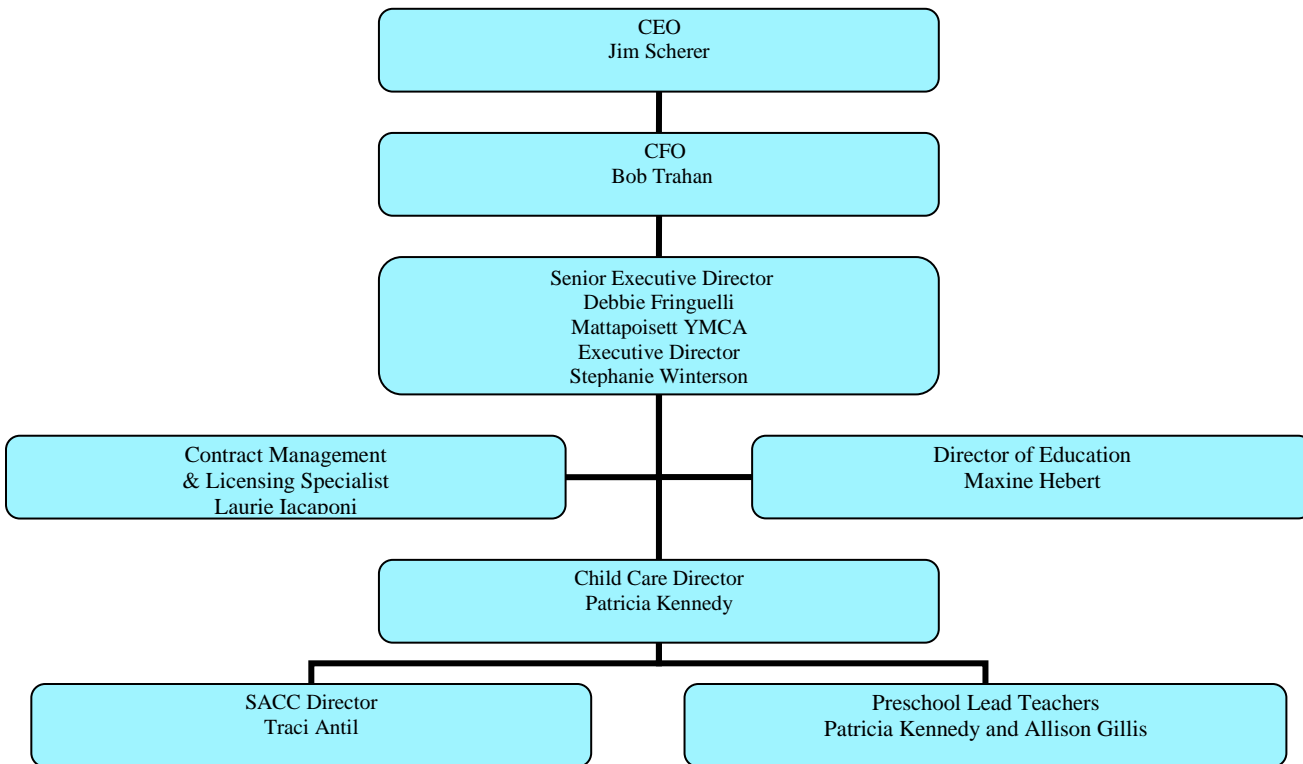 CEO
Jim Scherer
CFO
Bob Trahan
Senior Executive Director
Debbie Fringuelli
Mattapoisett YMCA
Executive Director
Stephanie Winterson
Contract Management
& Licensing Specialist
Laurie Iacaponi
Director of Education
Maxine Hebert
Child Care Director
Patricia Kennedy
SACC Director
Traci Antil
Preschool Lead Teachers
Patricia Kennedy and Allison Gillis